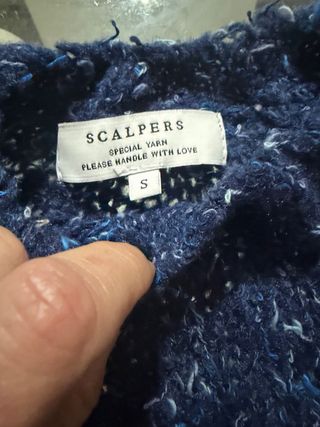 SCALPERS
SPECIAL YARN
PLEASE HANDLE WITH LOVE
S